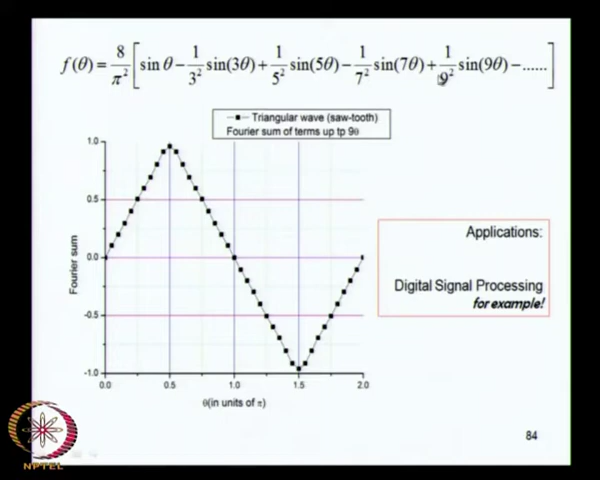 f(θ) = 8/π² [ sin θ − 1/3² sin(3θ) + 1/5² sin(5θ) − 1/7² sin(7θ) + 1/9² sin(9θ) − ...... ]
Triangular wave (saw-tooth)
Fourier sum of terms up tp 9θ
1.0
0.5
0.0
-0.5
-1.0
Fourier sum
0.0 0.5 1.0 1.5 2.0
θ(in units of π)
Applications:
Digital Signal Processing
for example!
84
NPTEL